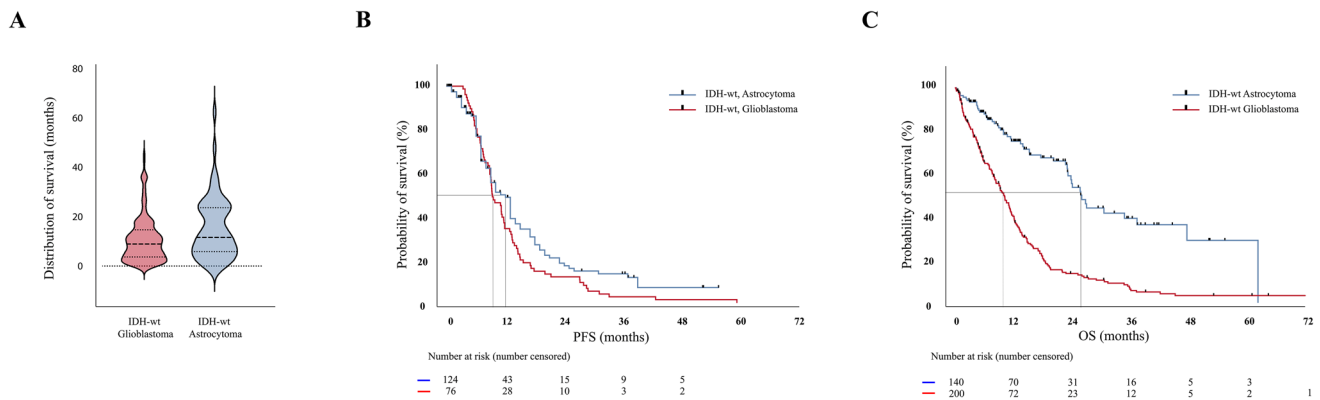 A
Distribution of survival (months)
80
60
40
20
0
IDH-wt
Glioblastoma
IDH-wt
Astrocytoma
B
Probability of survival (%)
100
80
60
40
20
0
IDH-wt, Astrocytoma
IDH-wt, Glioblastoma
0 12 24 36 48 60 72
PFS (months)
Number at risk (number censored)
124 43 15 9 5
76 28 10 3 2
C
Probability of survival (%)
100
80
60
40
20
0
IDH-wt Astrocytoma
IDH-wt Glioblastoma
0 12 24 36 48 60 72
OS (months)
Number at risk (number censored)
140 70 31 16 5 3
200 72 23 12 5 2 1